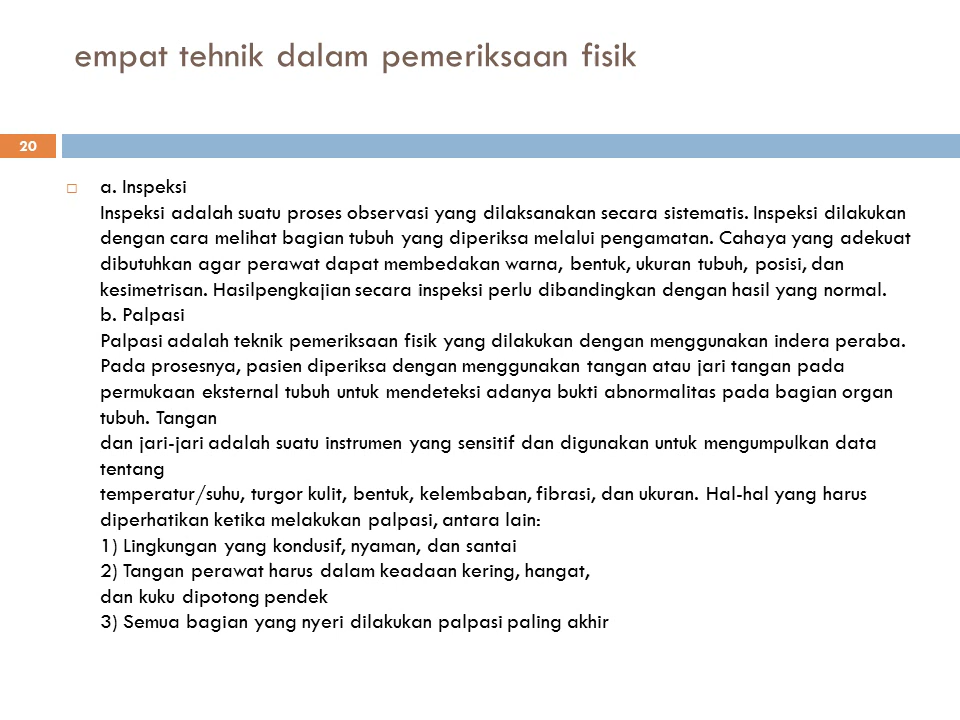 empat tehnik dalam pemeriksaan fisik
20
a. Inspeksi
Inspeksi adalah suatu proses observasi yang dilaksanakan secara sistematis. Inspeksi dilakukan
dengan cara melihat bagian tubuh yang diperiksa melalui pengamatan. Cahaya yang adekuat
dibutuhkan agar perawat dapat membedakan warna, bentuk, ukuran tubuh, posisi, dan
kesimetrisan. Hasilpengkajian secara inspeksi perlu dibandingkan dengan hasil yang normal.
b. Palpasi
Palpasi adalah teknik pemeriksaan fisik yang dilakukan dengan menggunakan indera peraba.
Pada prosesnya, pasien diperiksa dengan menggunakan tangan atau jari tangan pada
permukaan eksternal tubuh untuk mendeteksi adanya bukti abnormalitas pada bagian organ
tubuh. Tangan
dan jari-jari adalah suatu instrumen yang sensitif dan digunakan untuk mengumpulkan data
tentang
temperatur/suhu, turgor kulit, bentuk, kelembaban, fibrasi, dan ukuran. Hal-hal yang harus
diperhatikan ketika melakukan palpasi, antara lain:
1) Lingkungan yang kondusif, nyaman, dan santai
2) Tangan perawat harus dalam keadaan kering, hangat,
dan kuku dipotong pendek
3) Semua bagian yang nyeri dilakukan palpasi paling akhir